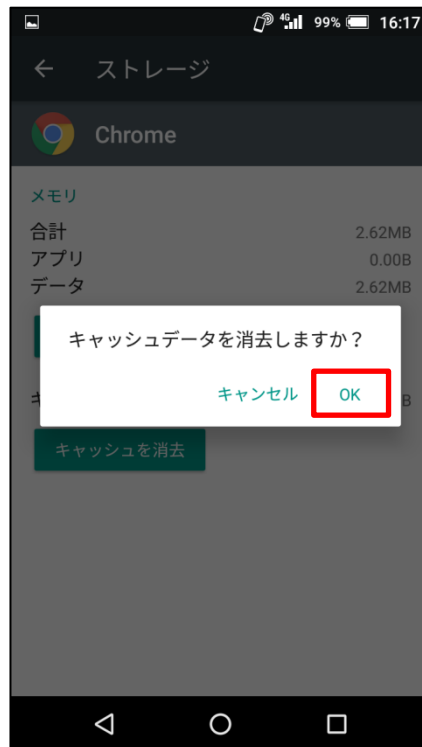 4G 99% 16:17
ストレージ
Chrome
メモリ
合計 2.62MB
アプリ 0.00B
データ 2.62MB
キャッシュデータを消去しますか？
キャンセル OK
キ B
キャッシュを消去